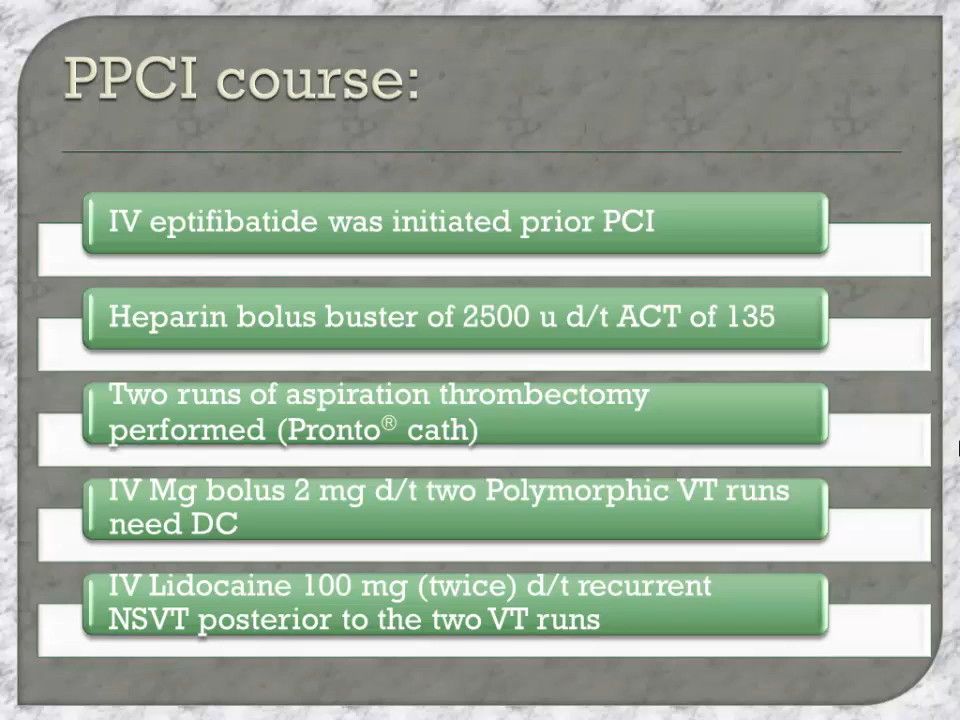 PPCI course:
IV eptifibatide was initiated prior PCI
Heparin bolus buster of 2500 u d/t ACT of 135
Two runs of aspiration thrombectomy
performed (Pronto® cath)
IV Mg bolus 2 mg d/t two Polymorphic VT runs
need DC
IV Lidocaine 100 mg (twice) d/t recurrent
NSVT posterior to the two VT runs